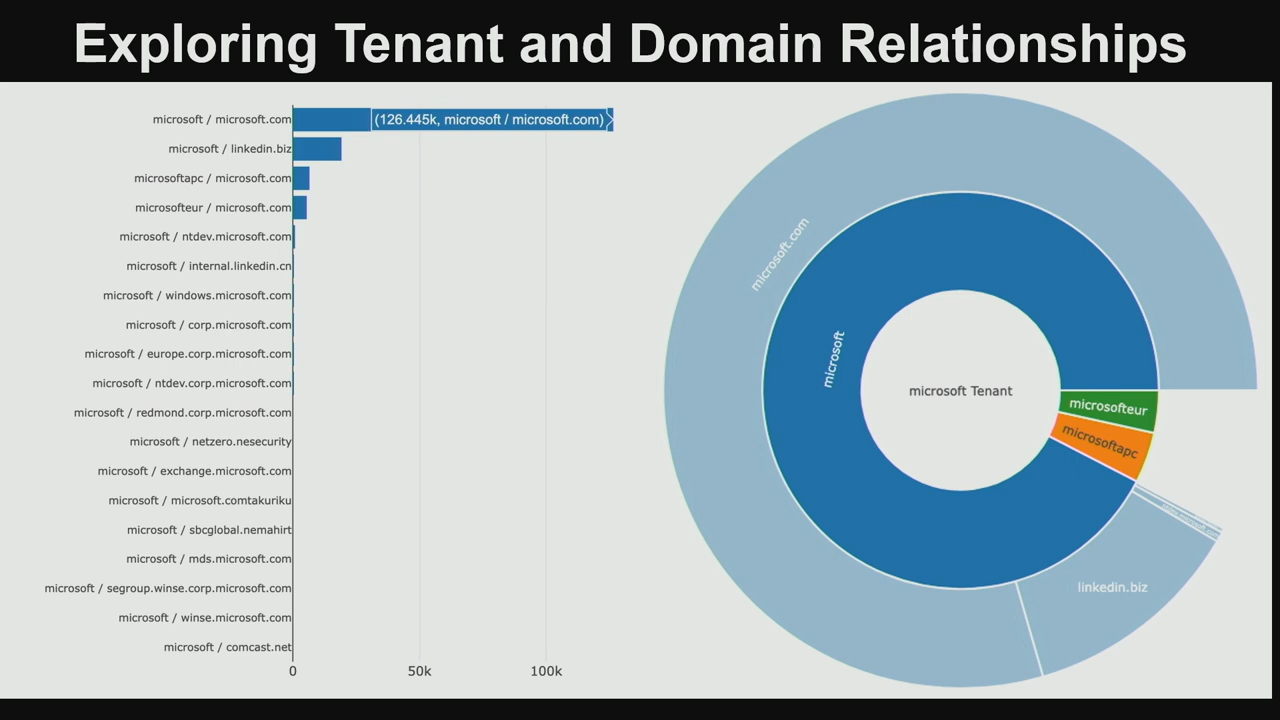 Exploring Tenant and Domain Relationships
microsoft / microsoft.com
(126.445k, microsoft / microsoft.com)
microsoft / linkedin.biz
microsoftapc / microsoft.com
microsofteur / microsoft.com
microsoft / ntdev.microsoft.com
microsoft / internal.linkedin.cn
microsoft / windows.microsoft.com
microsoft / corp.microsoft.com
microsoft / europe.corp.microsoft.com
microsoft / ntdev.corp.microsoft.com
microsoft / redmond.corp.microsoft.com
microsoft / netzero.nesecurity
microsoft / exchange.microsoft.com
microsoft / microsoft.comtakuriku
microsoft / sbcglobal.nemahirt
microsoft / mds.microsoft.com
microsoft / segroup.winse.corp.microsoft.com
microsoft / winse.microsoft.com
microsoft / comcast.net
0
50k
100k
microsoft.com
microsoft
microsoft Tenant
microsofteur
microsoftapc
linkedin.biz